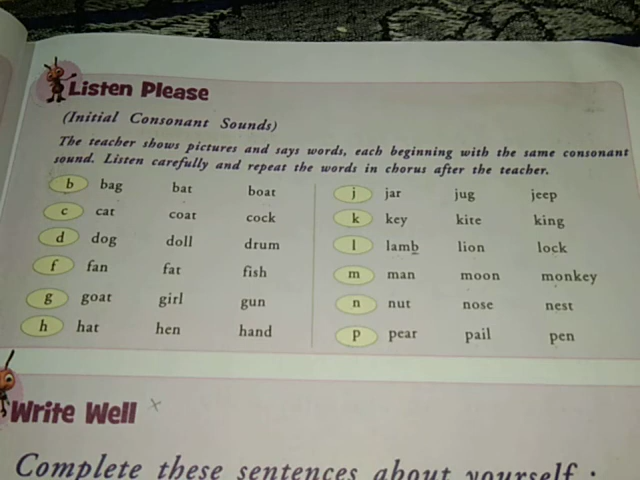 Listen Please
(Initial Consonant Sounds)
The teacher shows pictures and says words, each beginning with the same consonant
sound. Listen carefully and repeat the words in chorus after the teacher.
b bag bat boat
c cat coat cock
d dog doll drum
f fan fat fish
g goat girl gun
h hat hen hand
j jar jug jeep
k key kite king
l lamb lion lock
m man moon monkey
n nut nose nest
p pear pail pen
Write Well
Complete these sentences about yourself :